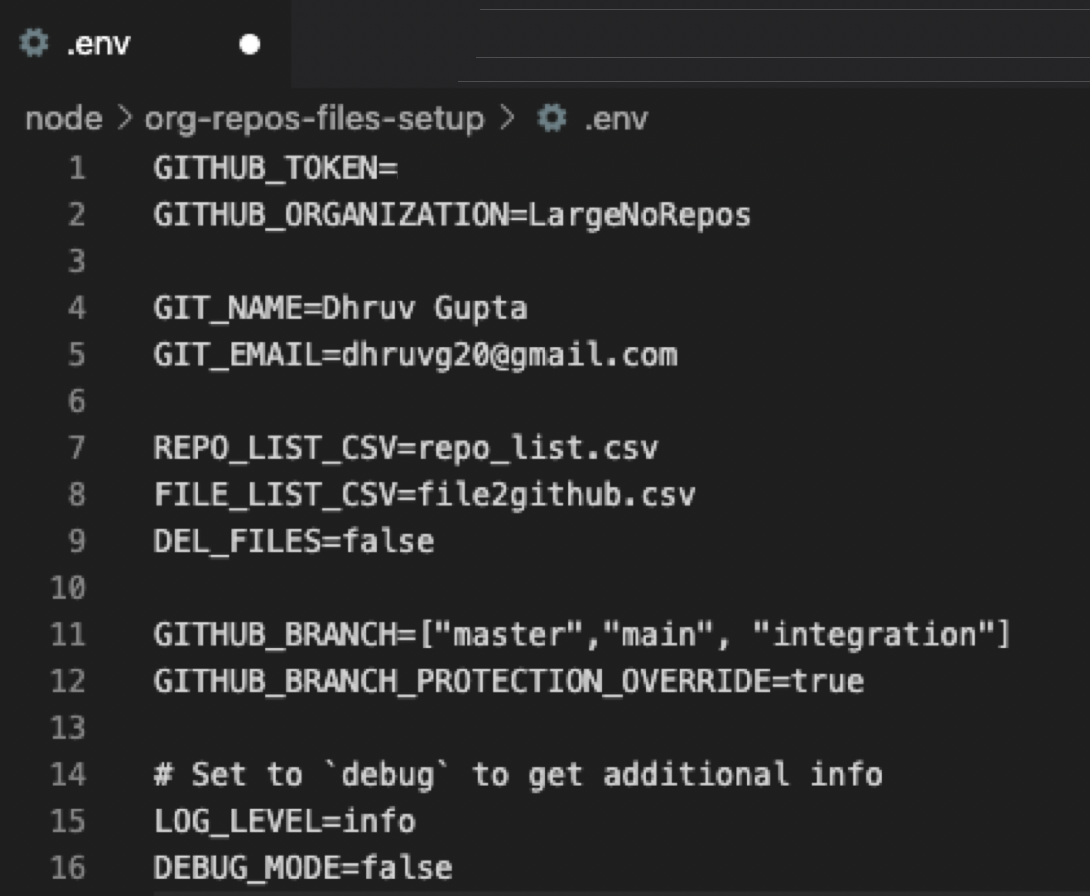 .env
node > org-repos-files-setup > .env
1 GITHUB_TOKEN=
2 GITHUB_ORGANIZATION=LargeNoRepos
3
4 GIT_NAME=Dhruv Gupta
5 GIT_EMAIL=dhruvg20@gmail.com
6
7 REPO_LIST_CSV=repo_list.csv
8 FILE_LIST_CSV=file2github.csv
9 DEL_FILES=false
10
11 GITHUB_BRANCH=["master","main", "integration"]
12 GITHUB_BRANCH_PROTECTION_OVERRIDE=true
13
14 # Set to `debug` to get additional info
15 LOG_LEVEL=info
16 DEBUG_MODE=false